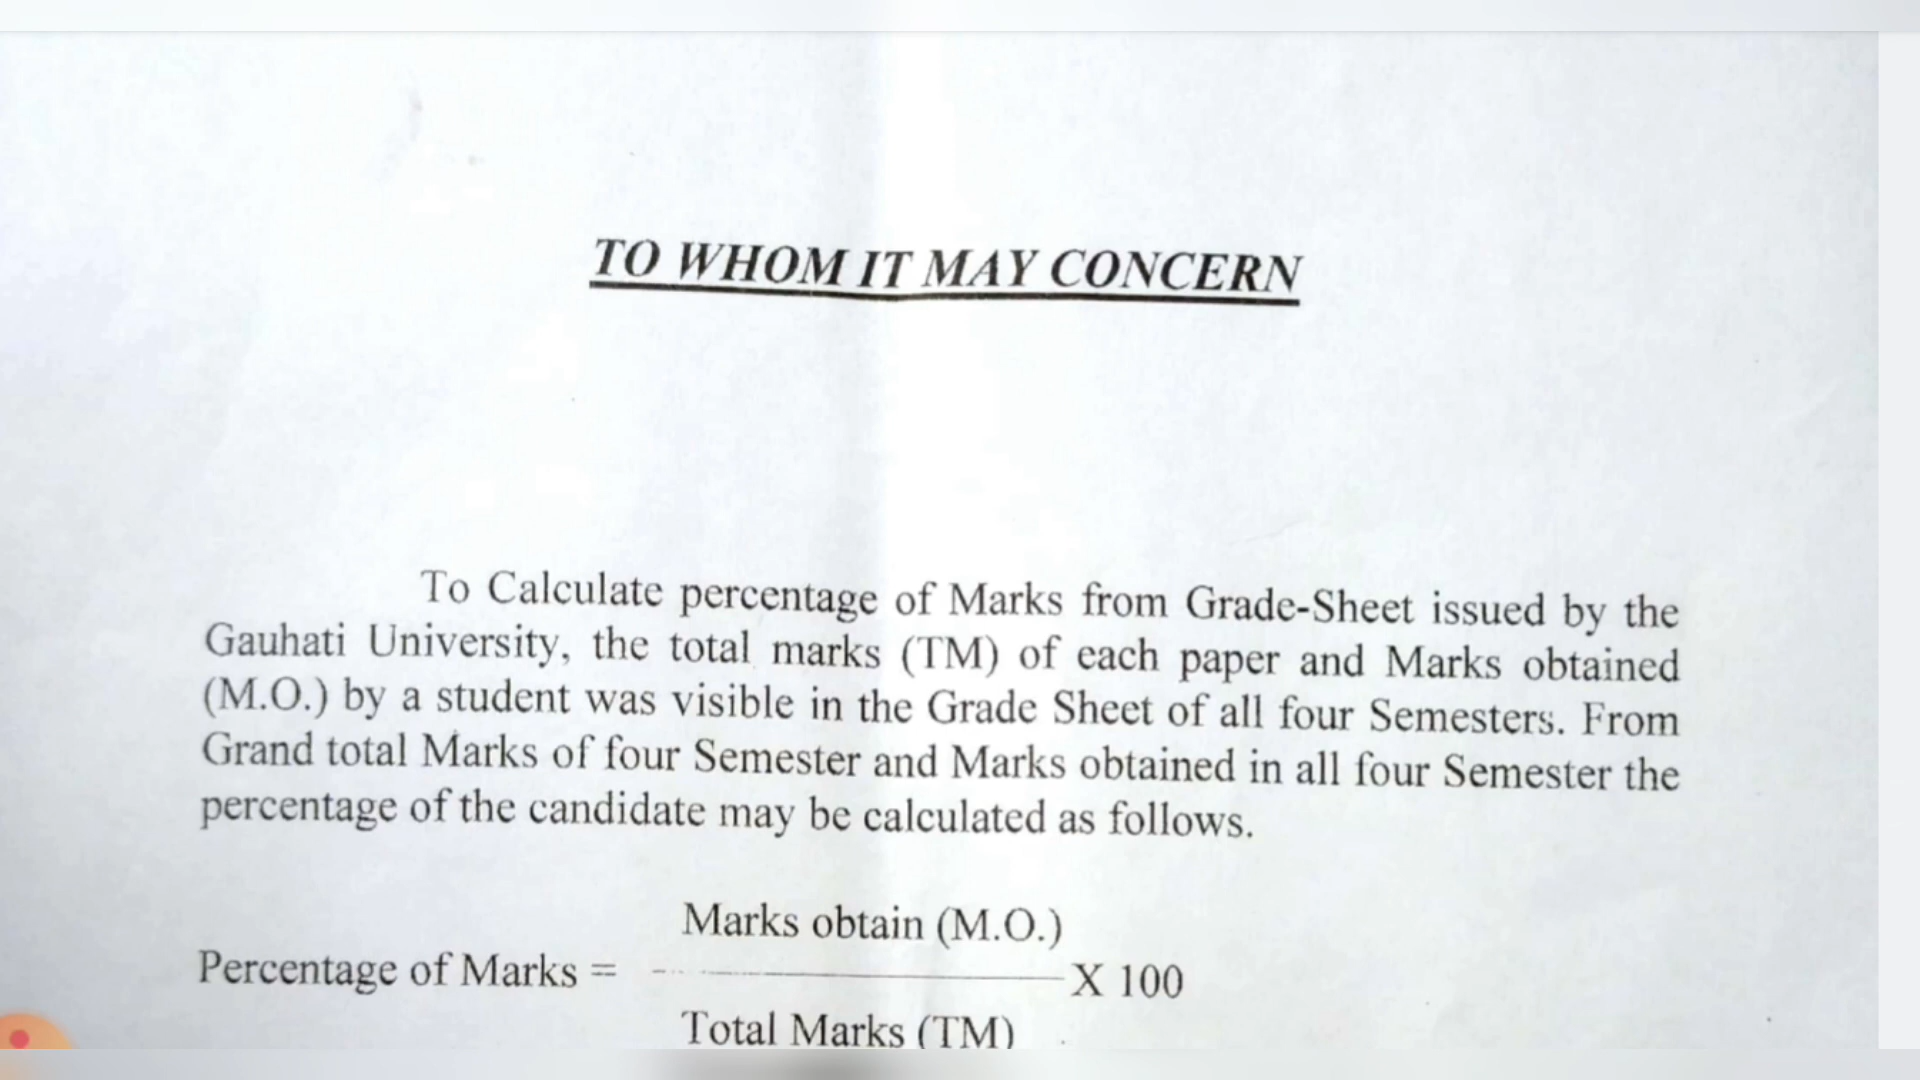 TO WHOM IT MAY CONCERN
To Calculate percentage of Marks from Grade-Sheet issued by the
Gauhati University, the total marks (TM) of each paper and Marks obtained
(M.O.) by a student was visible in the Grade Sheet of all four Semesters. From
Grand total Marks of four Semester and Marks obtained in all four Semester the
percentage of the candidate may be calculated as follows.
Marks obtain (M.O.)
Percentage of Marks = X 100
Total Marks (TM)